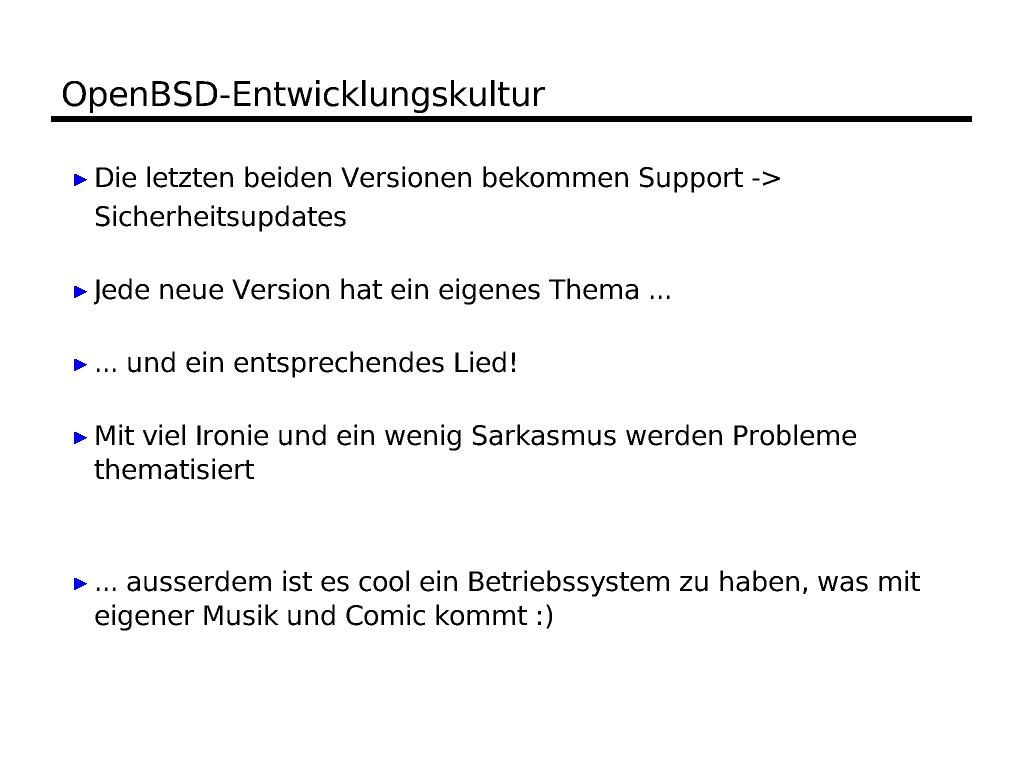 OpenBSD-Entwicklungskultur
Die letzten beiden Versionen bekommen Support ->
Sicherheitsupdates
Jede neue Version hat ein eigenes Thema ...
... und ein entsprechendes Lied!
Mit viel Ironie und ein wenig Sarkasmus werden Probleme
thematisiert
... ausserdem ist es cool ein Betriebssystem zu haben, was mit
eigener Musik und Comic kommt :)